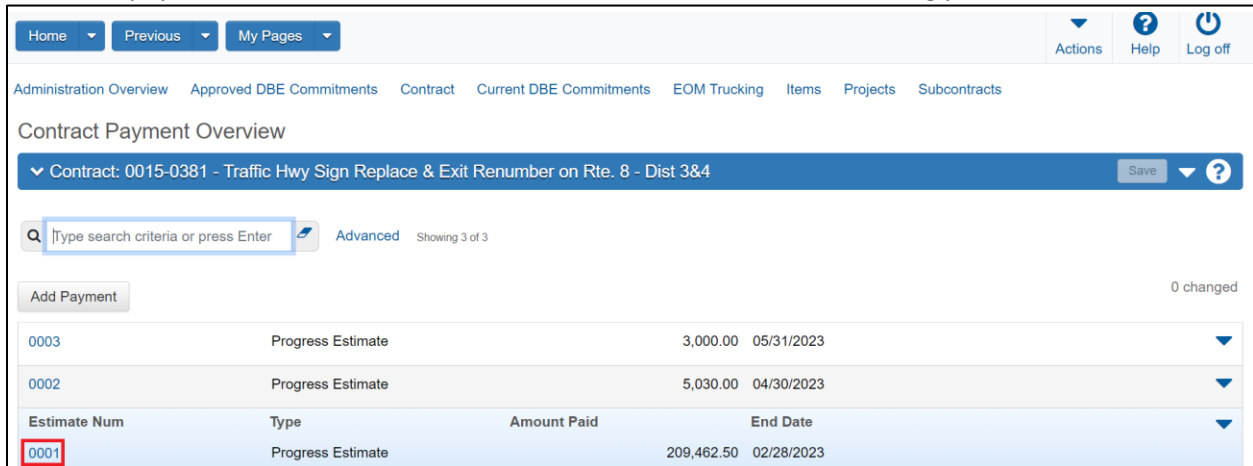 Home Previous My Pages Actions Help Log off
Administration Overview Approved DBE Commitments Contract Current DBE Commitments EOM Trucking Items Projects Subcontracts
Contract Payment Overview
Contract: 0015-0381 - Traffic Hwy Sign Replace & Exit Renumber on Rte. 8 - Dist 3&4 Save ?
Type search criteria or press Enter Advanced Showing 3 of 3
Add Payment 0 changed
0003 Progress Estimate 3,000.00 05/31/2023
0002 Progress Estimate 5,030.00 04/30/2023
Estimate Num Type Amount Paid End Date
0001 Progress Estimate 209,462.50 02/28/2023